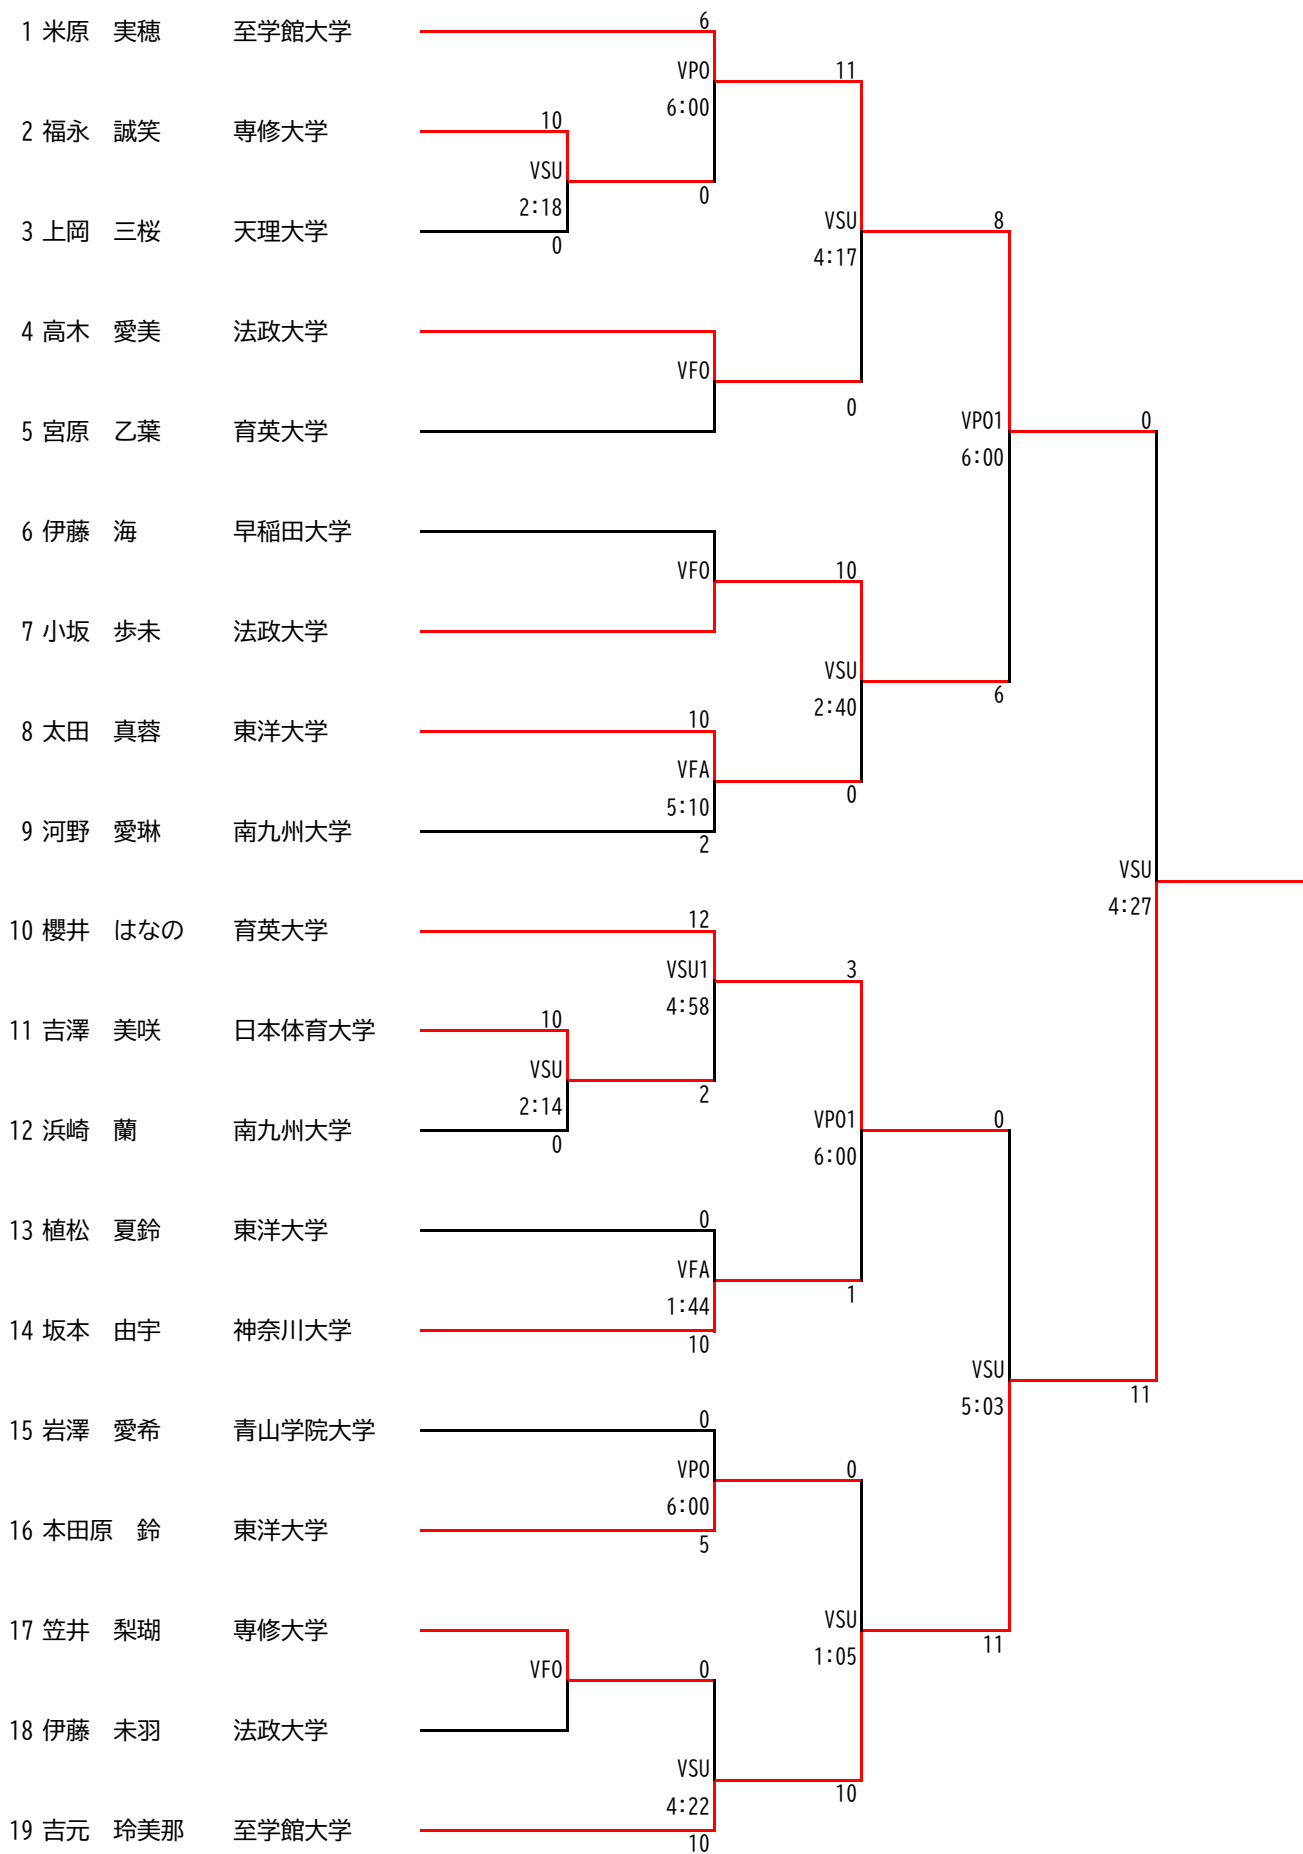 6
1 米原　実穂　至学館大学
VPO
11
6:00
10
2 福永　誠笑　専修大学
VSU
0
2:18
3 上岡　三桜　天理大学
0
VSU
8
4:17
4 高木　愛美　法政大学
VFO
0
5 宮原　乙葉　育英大学
VPO1
0
6:00
6 伊藤　海　早稲田大学
VFO
10
7 小坂　歩未　法政大学
VSU
6
2:40
10
8 太田　真蓉　東洋大学
VFA
0
5:10
9 河野　愛琳　南九州大学
2
VSU
4:27
12
10 櫻井　はなの　育英大学
VSU1
3
4:58
10
11 吉澤　美咲　日本体育大学
VSU
2
2:14
12 浜崎　蘭　南九州大学
0
VPO1
0
6:00
0
13 植松　夏鈴　東洋大学
VFA
1
1:44
14 坂本　由宇　神奈川大学
10
VSU
11
5:03
0
15 岩澤　愛希　青山学院大学
VPO
0
6:00
16 本田原　鈴　東洋大学
5
17 笠井　梨瑚　専修大学
VSU
11
1:05
VFO
0
18 伊藤　未羽　法政大学
VSU
10
4:22
19 吉元　玲美那　至学館大学
10